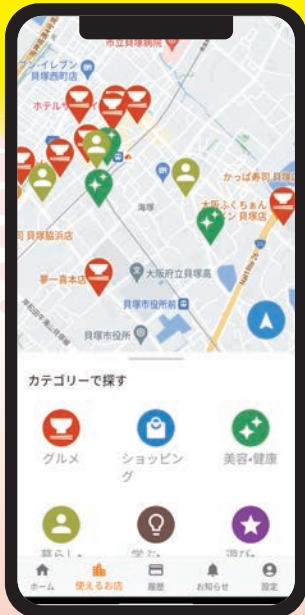 市立貝塚病院
ブン-イレブン
貝塚西町店
ホテルサ
イ
かっぱ寿司 貝塚
海塚
大阪ふくちぁん
メン 貝塚店
司 貝塚脇浜店
夢一喜本店
大阪府立貝塚高
貝塚市役所前
貝塚市役所
カテゴリーで探す
グルメ
ショッピン
グ
美容・健康
暮らし・
学ぶ・
遊び・
ホーム
使えるお店
履歴
お知らせ
設定